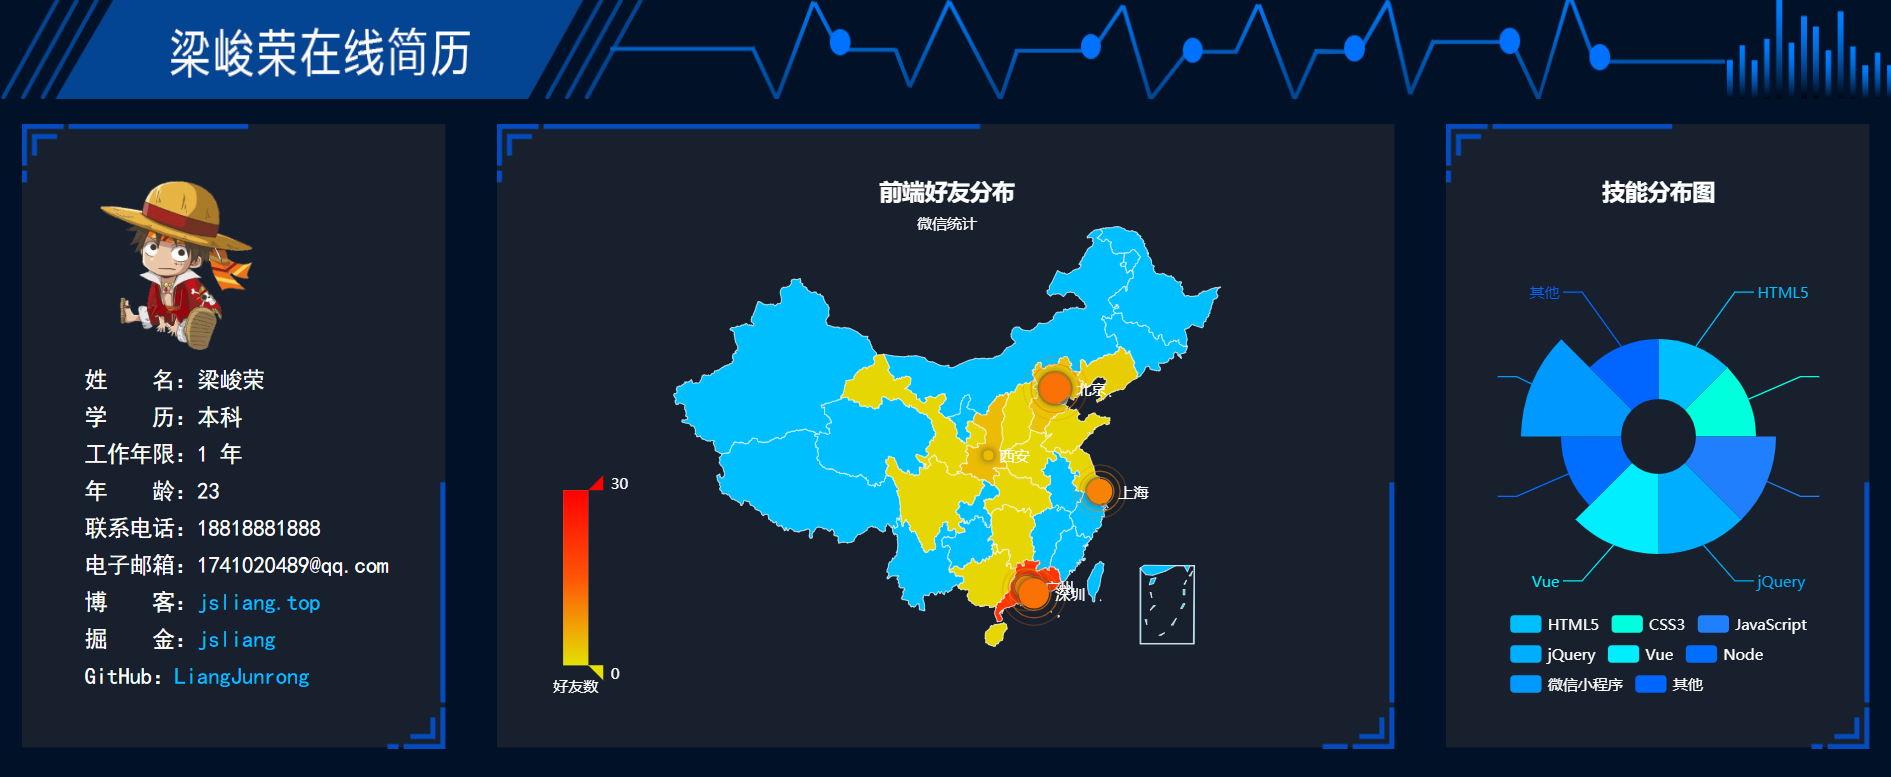 梁峻荣在线简历
姓　　名：梁峻荣
学　　历：本科
工作年限：1 年
年　　龄：23
联系电话：18818881888
电子邮箱：1741020489@qq.com
博　　客：jsliang.top
掘　　金：jsliang
GitHub：LiangJunrong
前端好友分布
微信统计
北京
西安
上海
广州
深圳
30
0
好友数
技能分布图
其他
HTML5
Vue
jQuery
HTML5 CSS3 JavaScript
jQuery Vue Node
微信小程序 其他